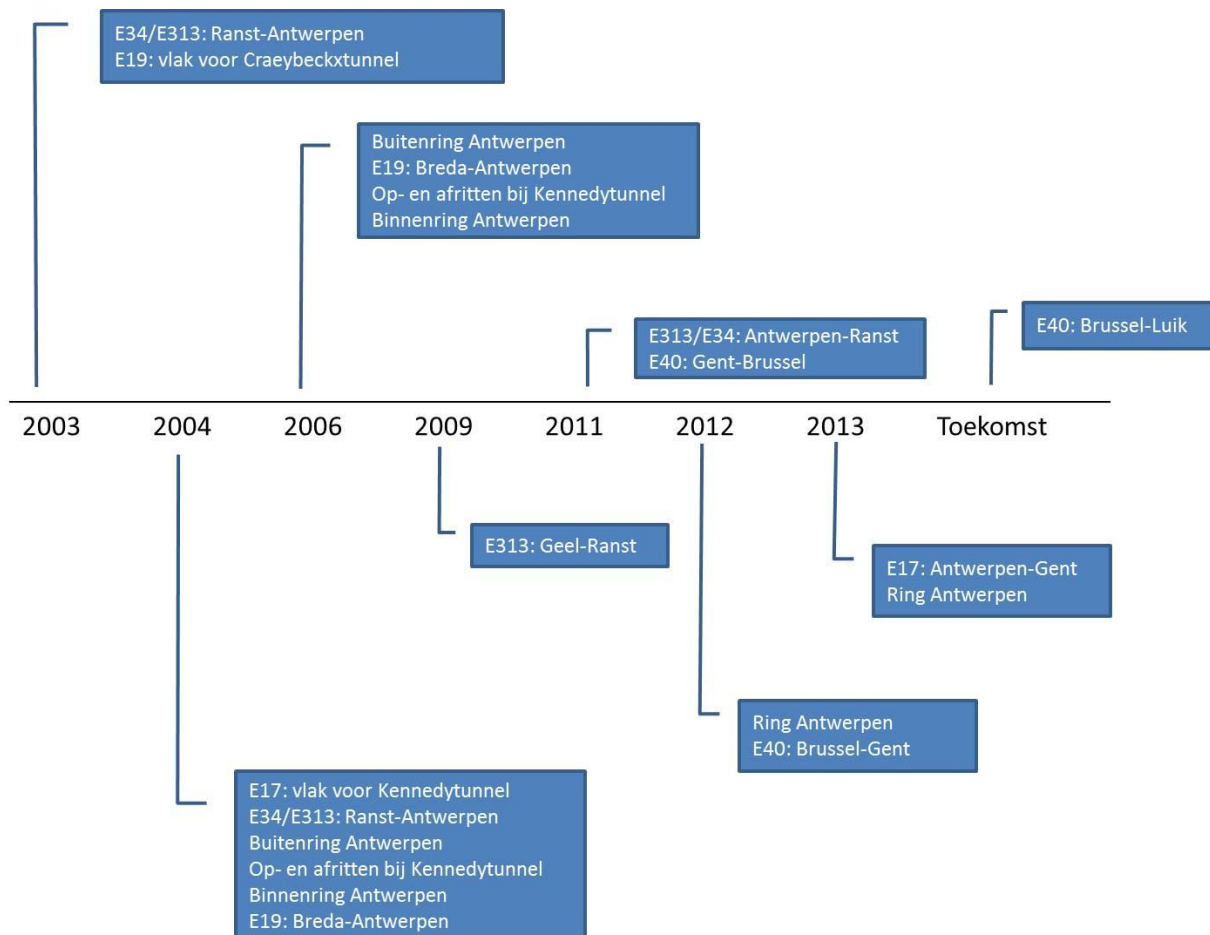 E34/E313: Ranst-Antwerpen
E19: vlak voor Craeybeckxtunnel
Buitenring Antwerpen
E19: Breda-Antwerpen
Op- en afritten bij Kennedytunnel
Binnenring Antwerpen
E313/E34: Antwerpen-Ranst
E40: Gent-Brussel
E40: Brussel-Luik
2003 2004 2006 2009 2011 2012 2013 Toekomst
E313: Geel-Ranst
E17: Antwerpen-Gent
Ring Antwerpen
Ring Antwerpen
E40: Brussel-Gent
E17: vlak voor Kennedytunnel
E34/E313: Ranst-Antwerpen
Buitenring Antwerpen
Op- en afritten bij Kennedytunnel
Binnenring Antwerpen
E19: Breda-Antwerpen